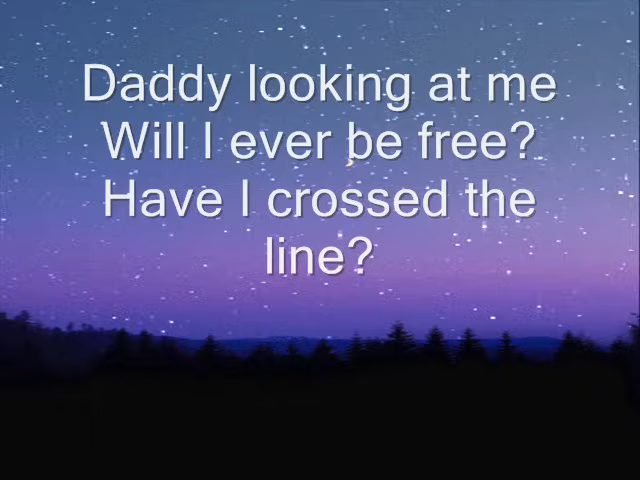 Daddy looking at me
Will I ever be free?
Have I crossed the
line?